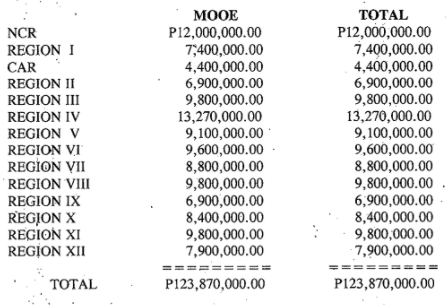 MOOE TOTAL
NCR P12,000,000.00 P12,000,000.00
REGION I 7,400,000.00 7,400,000.00
CAR 4,400,000.00 4,400,000.00
REGION II 6,900,000.00 6,900,000.00
REGION III 9,800,000.00 9,800,000.00
REGION IV 13,270,000.00 13,270,000.00
REGION V 9,100,000.00 9,100,000.00
REGION VI 9,600,000.00 9,600,000.00
REGION VII 8,800,000.00 8,800,000.00
REGION VIII 9,800,000.00 9,800,000.00
REGION IX 6,900,000.00 6,900,000.00
REGION X 8,400,000.00 8,400,000.00
REGION XI 9,800,000.00 9,800,000.00
REGION XII 7,900,000.00 7,900,000.00
========= =========
TOTAL P123,870,000.00 P123,870,000.00